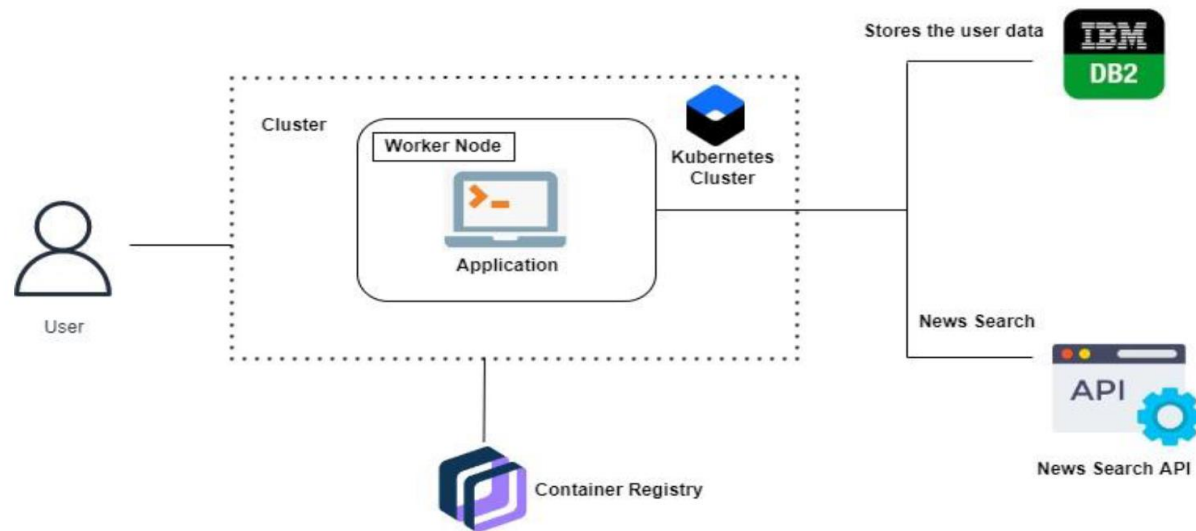 Stores the user data
IBM
DB2
Cluster
Worker Node
Kubernetes
Cluster
Application
User
News Search
API
News Search API
Container Registry